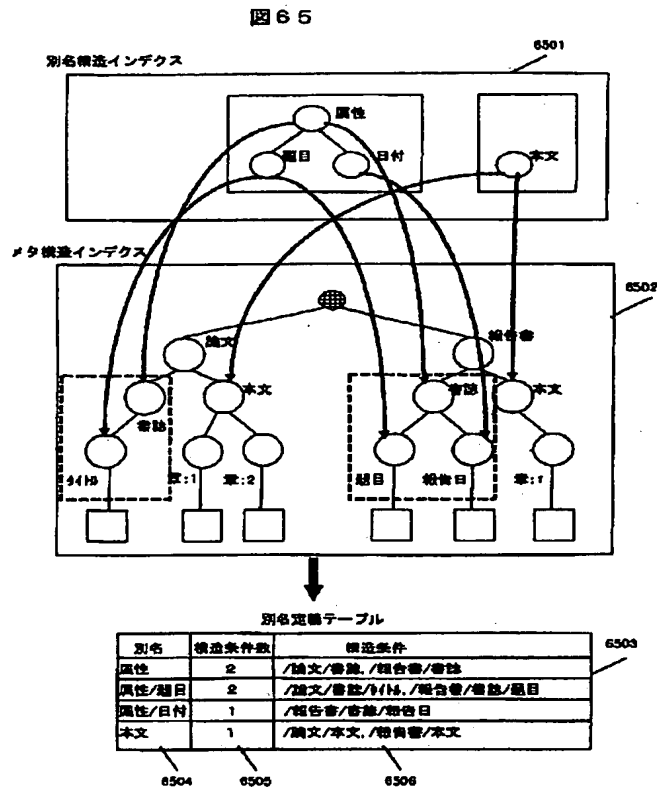 図65
6501
別名構造インデクス
属性
題目
日付
本文
メタ構造インデクス
6502
論文
報告書
書誌
本文
書誌
本文
タイトル
章:1
章:2
題目
報告日
章:1
別名定義テーブル
6503
別名 構造条件数 構造条件
属性 2 /論文/書誌, /報告書/書誌
属性/題目 2 /論文/書誌/タイトル, /報告書/書誌/題目
属性/日付 1 /報告書/書誌/報告日
本文 1 /論文/本文, /報告書/本文
6504
6505
6506